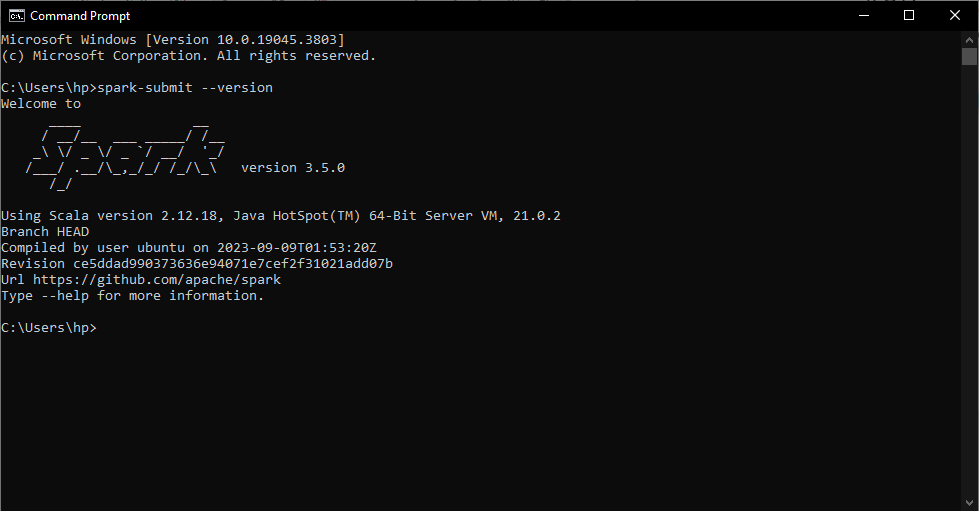 Command Prompt
Microsoft Windows [Version 10.0.19045.3803]
(c) Microsoft Corporation. All rights reserved.
C:\Users\hp>spark-submit --version
Welcome to
      ____              __
     / __/__  ___ _____/ /__
    _\ \/ _ \/ _ `/ __/  '_/
   /___/ .__/\_,_/_/ /_/\_\   version 3.5.0
      /_/
Using Scala version 2.12.18, Java HotSpot(TM) 64-Bit Server VM, 21.0.2
Branch HEAD
Compiled by user ubuntu on 2023-09-09T01:53:20Z
Revision ce5ddad990373636e94071e7cef2f31021add07b
Url https://github.com/apache/spark
Type --help for more information.
C:\Users\hp>